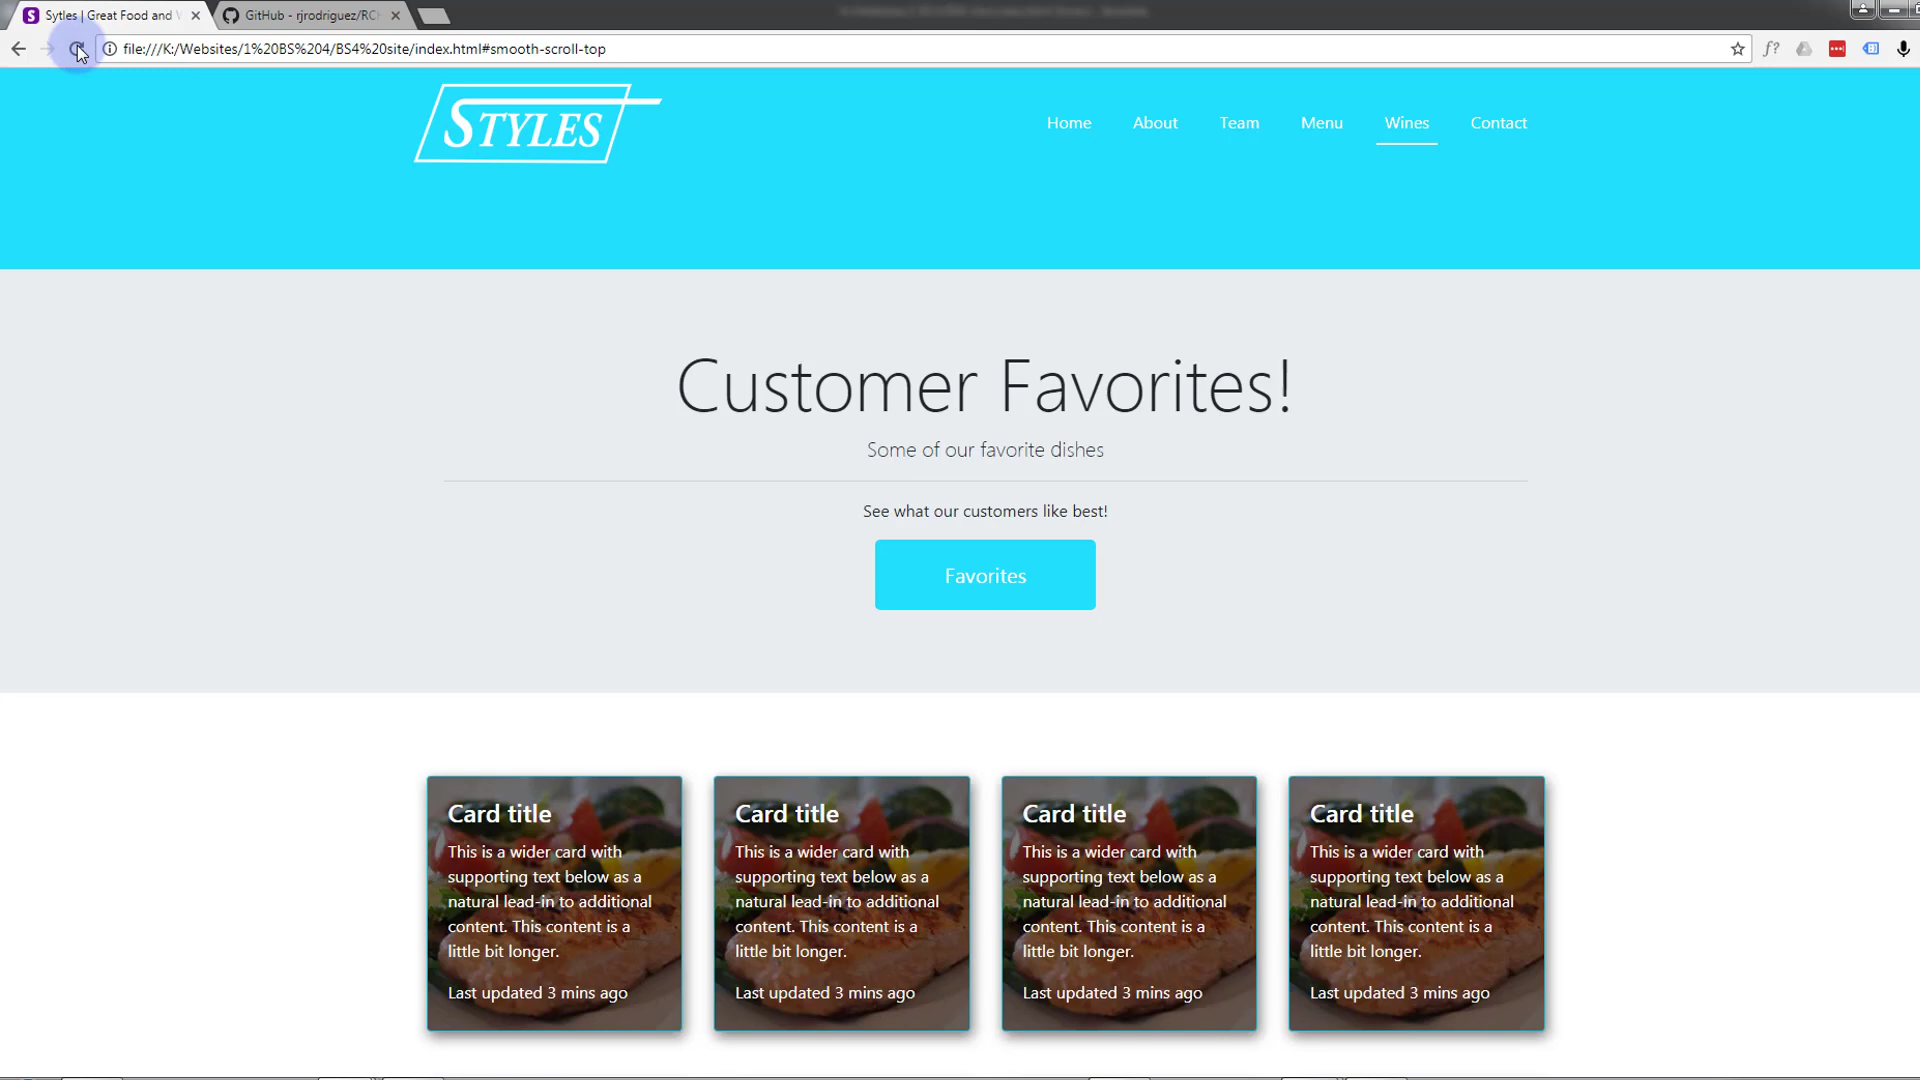 Sytles | Great Food and
GitHub - rjrodriguez/RC
file:///K:/Websites/1%20BS%204/BS4%20site/index.html#smooth-scroll-top
f?
STYLES
Home
About
Team
Menu
Wines
Contact
Customer Favorites!
Some of our favorite dishes
See what our customers like best!
Favorites
Card title
This is a wider card with
supporting text below as a
natural lead-in to additional
content. This content is a
little bit longer.
Last updated 3 mins ago
Card title
This is a wider card with
supporting text below as a
natural lead-in to additional
content. This content is a
little bit longer.
Last updated 3 mins ago
Card title
This is a wider card with
supporting text below as a
natural lead-in to additional
content. This content is a
little bit longer.
Last updated 3 mins ago
Card title
This is a wider card with
supporting text below as a
natural lead-in to additional
content. This content is a
little bit longer.
Last updated 3 mins ago